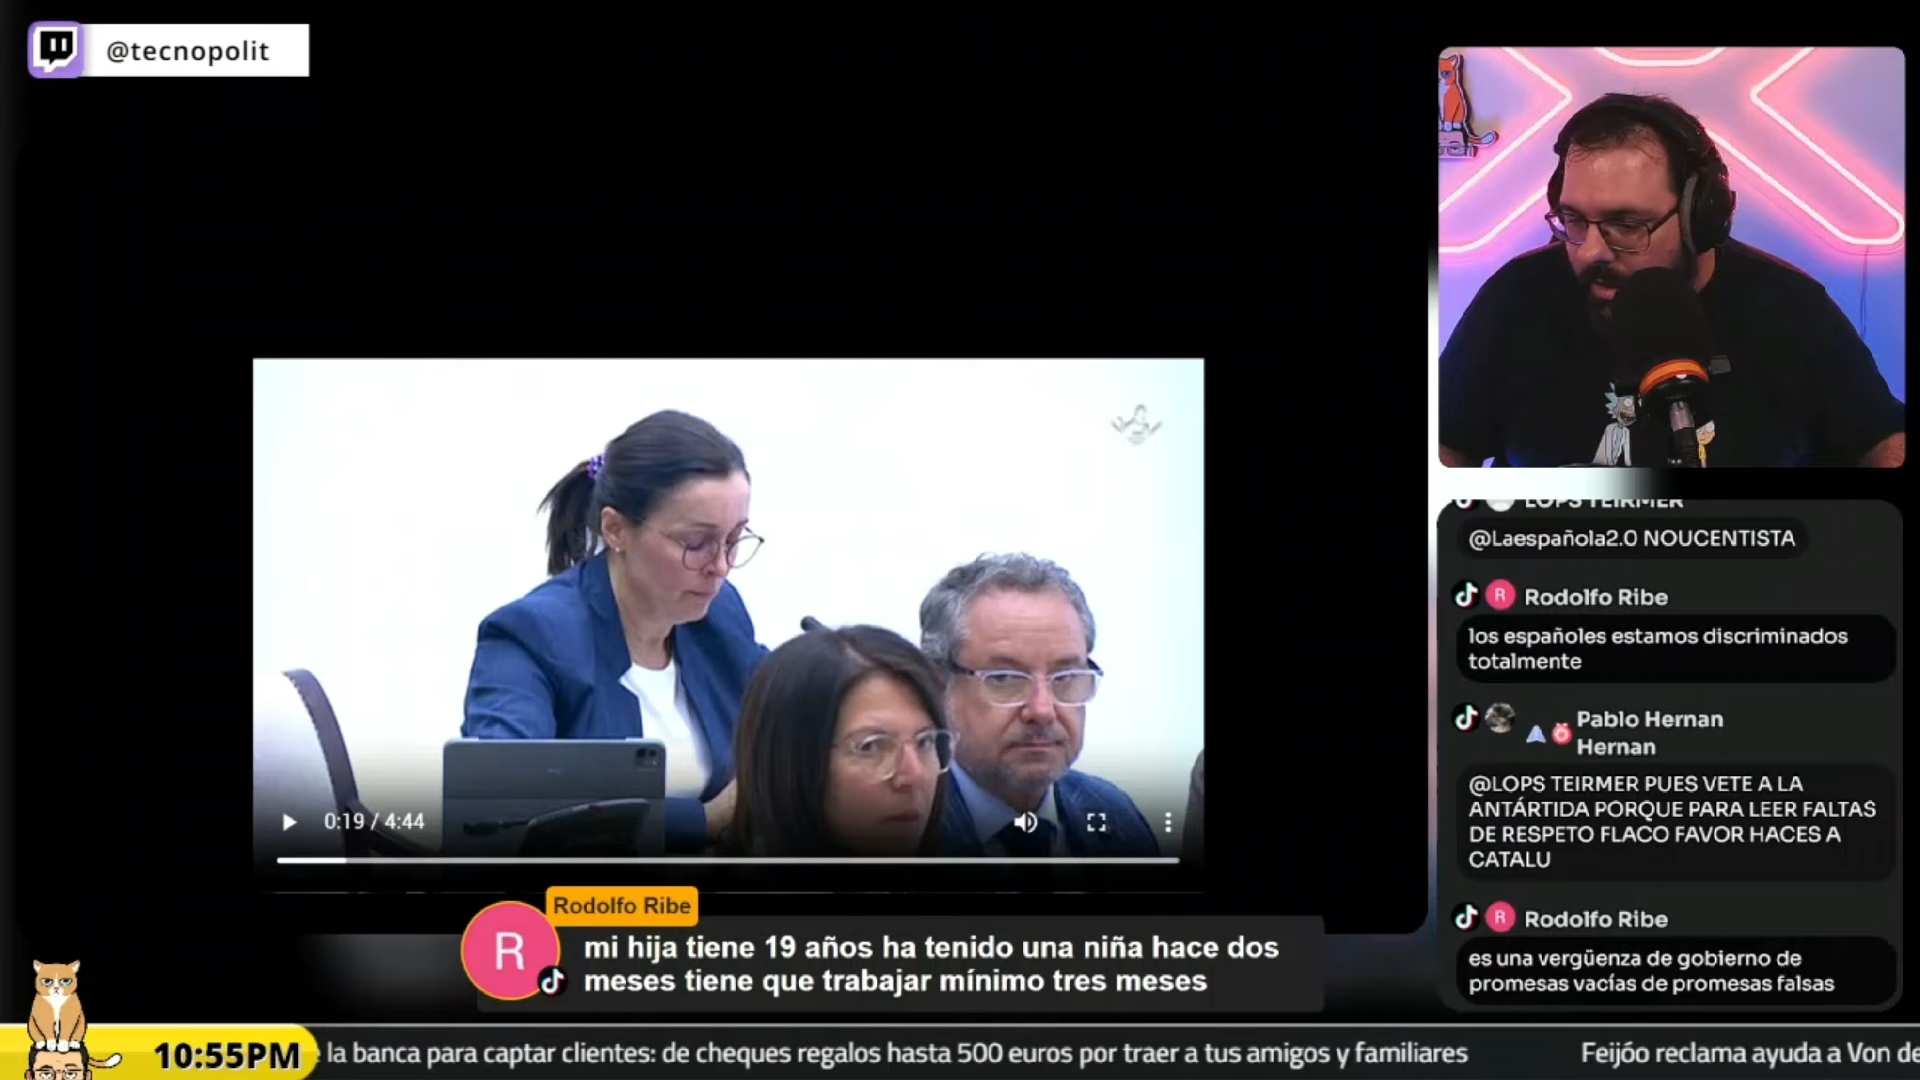 @tecnopolit
LOPS TEIRMER
@Laespañola2.0 NOUCENTISTA
R Rodolfo Ribe
los españoles estamos discriminados
totalmente
Pablo Hernan
Hernan
@LOPS TEIRMER PUES VETE A LA
ANTÁRTIDA PORQUE PARA LEER FALTAS
DE RESPETO FLACO FAVOR HACES A
CATALU
R Rodolfo Ribe
es una vergüenza de gobierno de
promesas vacías de promesas falsas
0:19 / 4:44
Rodolfo Ribe
R
mi hija tiene 19 años ha tenido una niña hace dos
meses tiene que trabajar mínimo tres meses
10:55PM la banca para captar clientes: de cheques regalos hasta 500 euros por traer a tus amigos y familiares Feijóo reclama ayuda a Von de